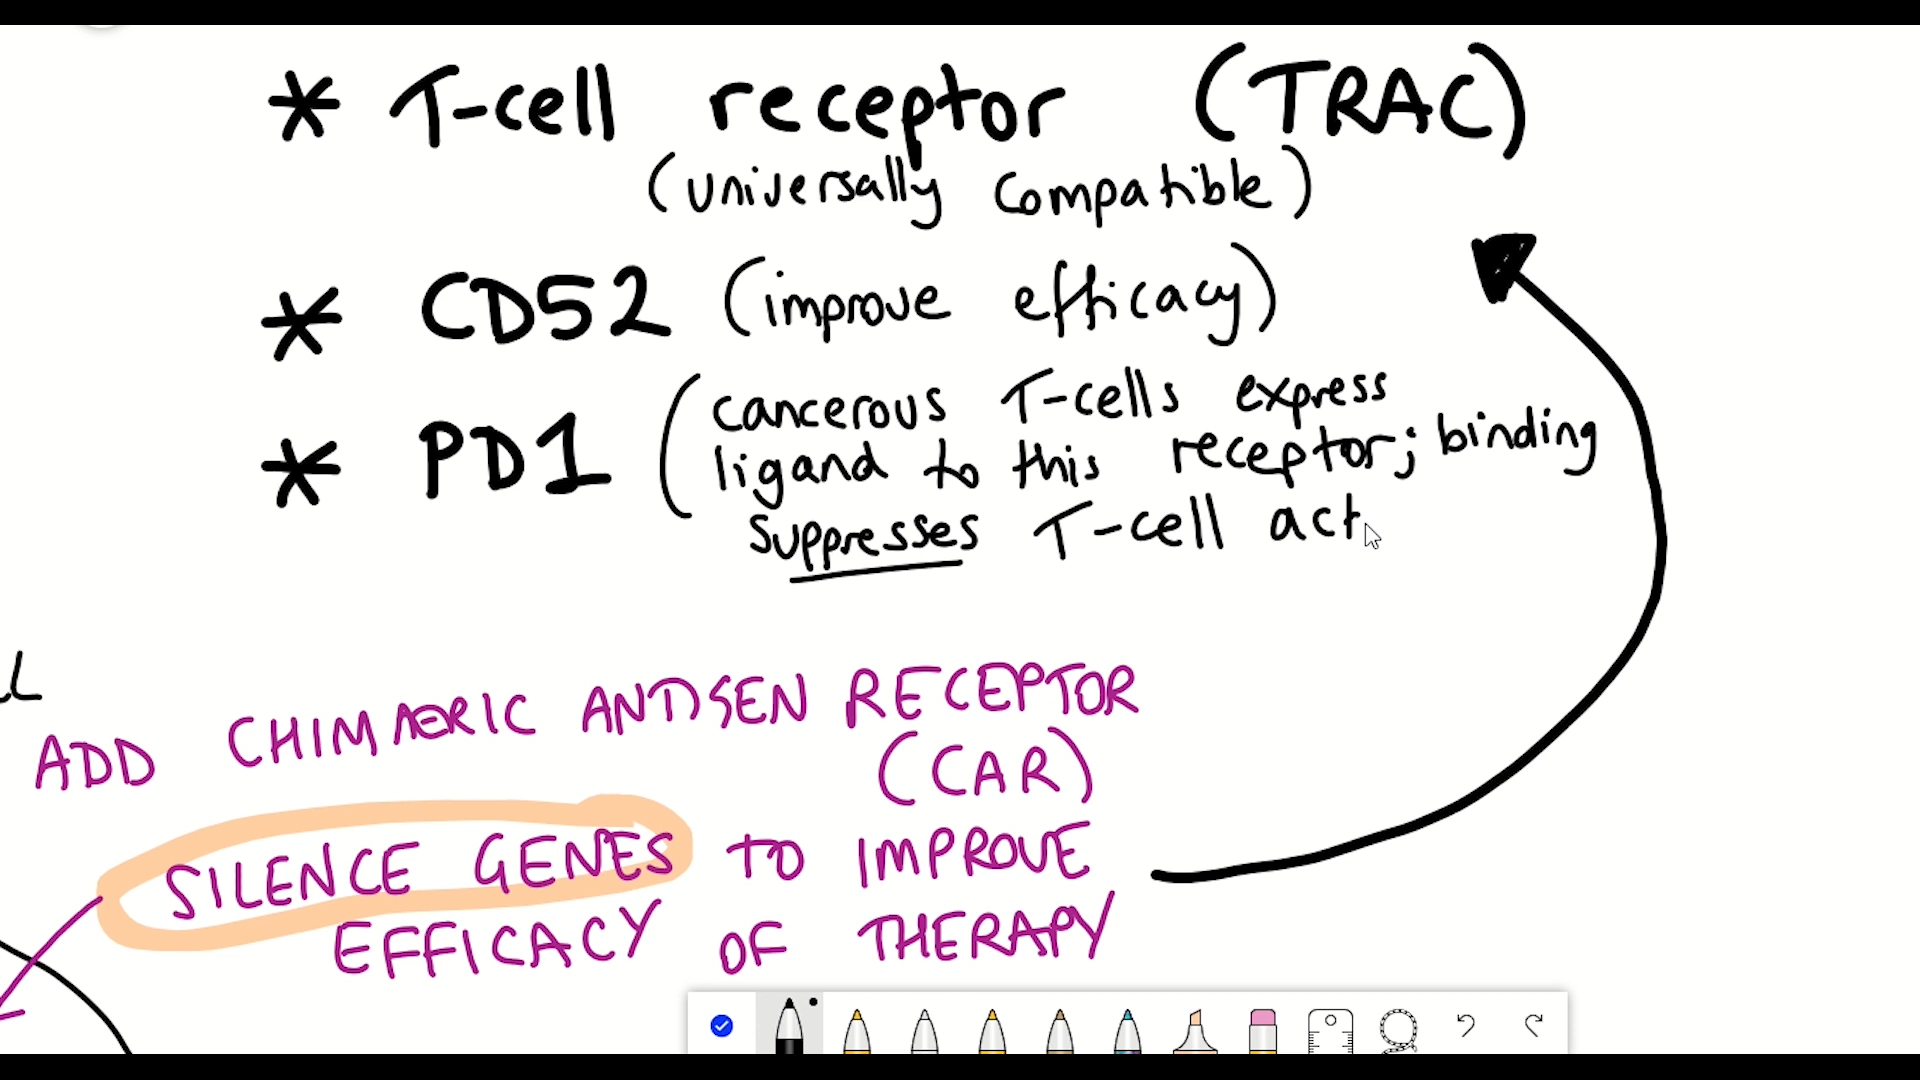 * T-cell receptor (TRAC)
(universally compatible)
* CD52 (improve efficacy)
* PD1 (cancerous T-cells express
ligand to this receptor; binding
suppresses T-cell act
L
ADD CHIMAERIC ANTIGEN RECEPTOR
(CAR)
SILENCE GENES TO IMPROVE
EFFICACY OF THERAPY